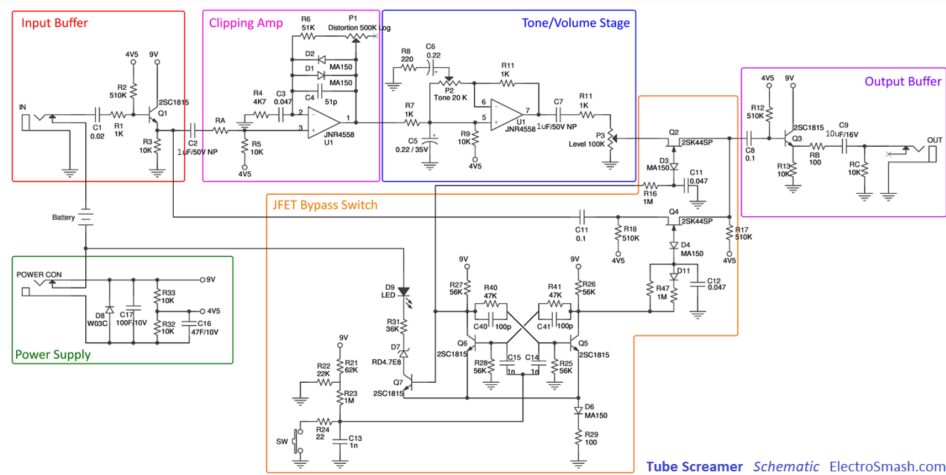 Input Buffer
Clipping Amp
Tone/Volume Stage
Output Buffer
JFET Bypass Switch
Power Supply
IN
C1
0.02
R1
1K
R2
510K
4V5
9V
2SC1815
Q1
R3
10K
C2
1uF/50V NP
RA
1K
R5
10K
4V5
R4
4K7
C3
0.047
R6
51K
P1
Distortion 500K Log
D2
MA150
D1
MA150
C4
51p
2
3
1
JNR4558
U1
R7
1K
C5
0.22 / 35V
R8
220
C6
0.22
P2
Tone 20 K
R11
1K
R9
10K
4V5
6
5
7
U1
JNR4558
C7
1uF/50V NP
R11
1K
P3
Level 100K
Q2
2SK44SP
D3
MA150
C11
0.047
R16
1M
C8
0.1
4V5
9V
R12
510K
2SC1815
Q3
R13
10K
RB
100
C9
10uF/16V
RC
10K
OUT
C11
0.1
R18
510K
4V5
Q4
2SK44SP
D4
MA150
R17
510K
4V5
D11
R47
1M
C12
0.047
Battery
POWER CON
D8
W03C
C17
100F/10V
R33
10K
R32
10K
C16
47F/10V
9V
4V5
D9
LED
R31
36K
D7
RD4.7E8
Q7
2SC1815
9V
R21
62K
R22
22K
R23
1M
R24
22
C13
1n
SW
9V
R27
56K
R40
47K
C40
100p
R41
47K
C41
100p
9V
R26
56K
Q6
2SC1815
R28
56K
C15
1n
C14
1n
R25
56K
Q5
2SC1815
D6
MA150
R29
100
Tube Screamer Schematic ElectroSmash.com